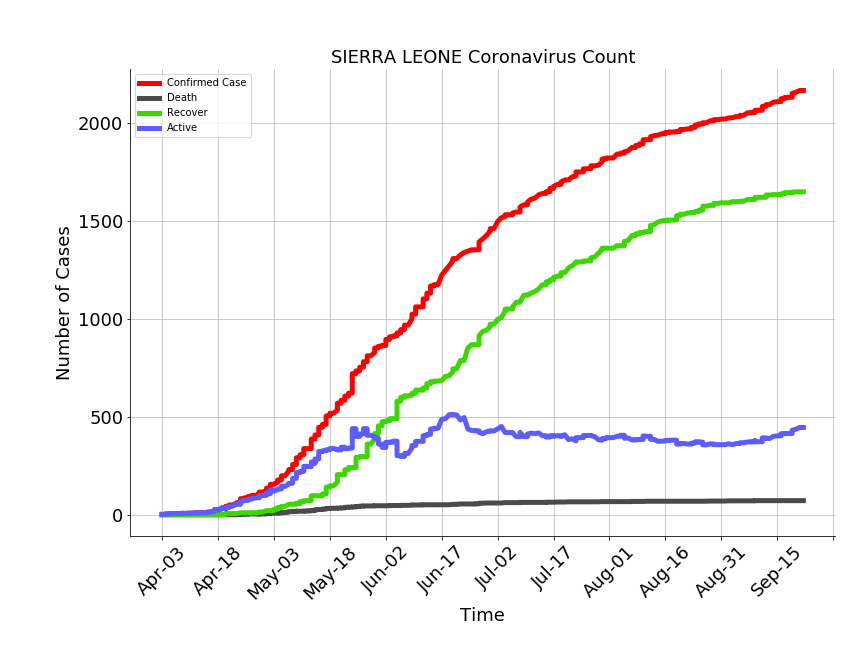 SIERRA LEONE Coronavirus Count
Confirmed Case
Death
Recover
Active
2000
1500
1000
500
0
Number of Cases
Apr-03
Apr-18
May-03
May-18
Jun-02
Jun-17
Jul-02
Jul-17
Aug-01
Aug-16
Aug-31
Sep-15
Time